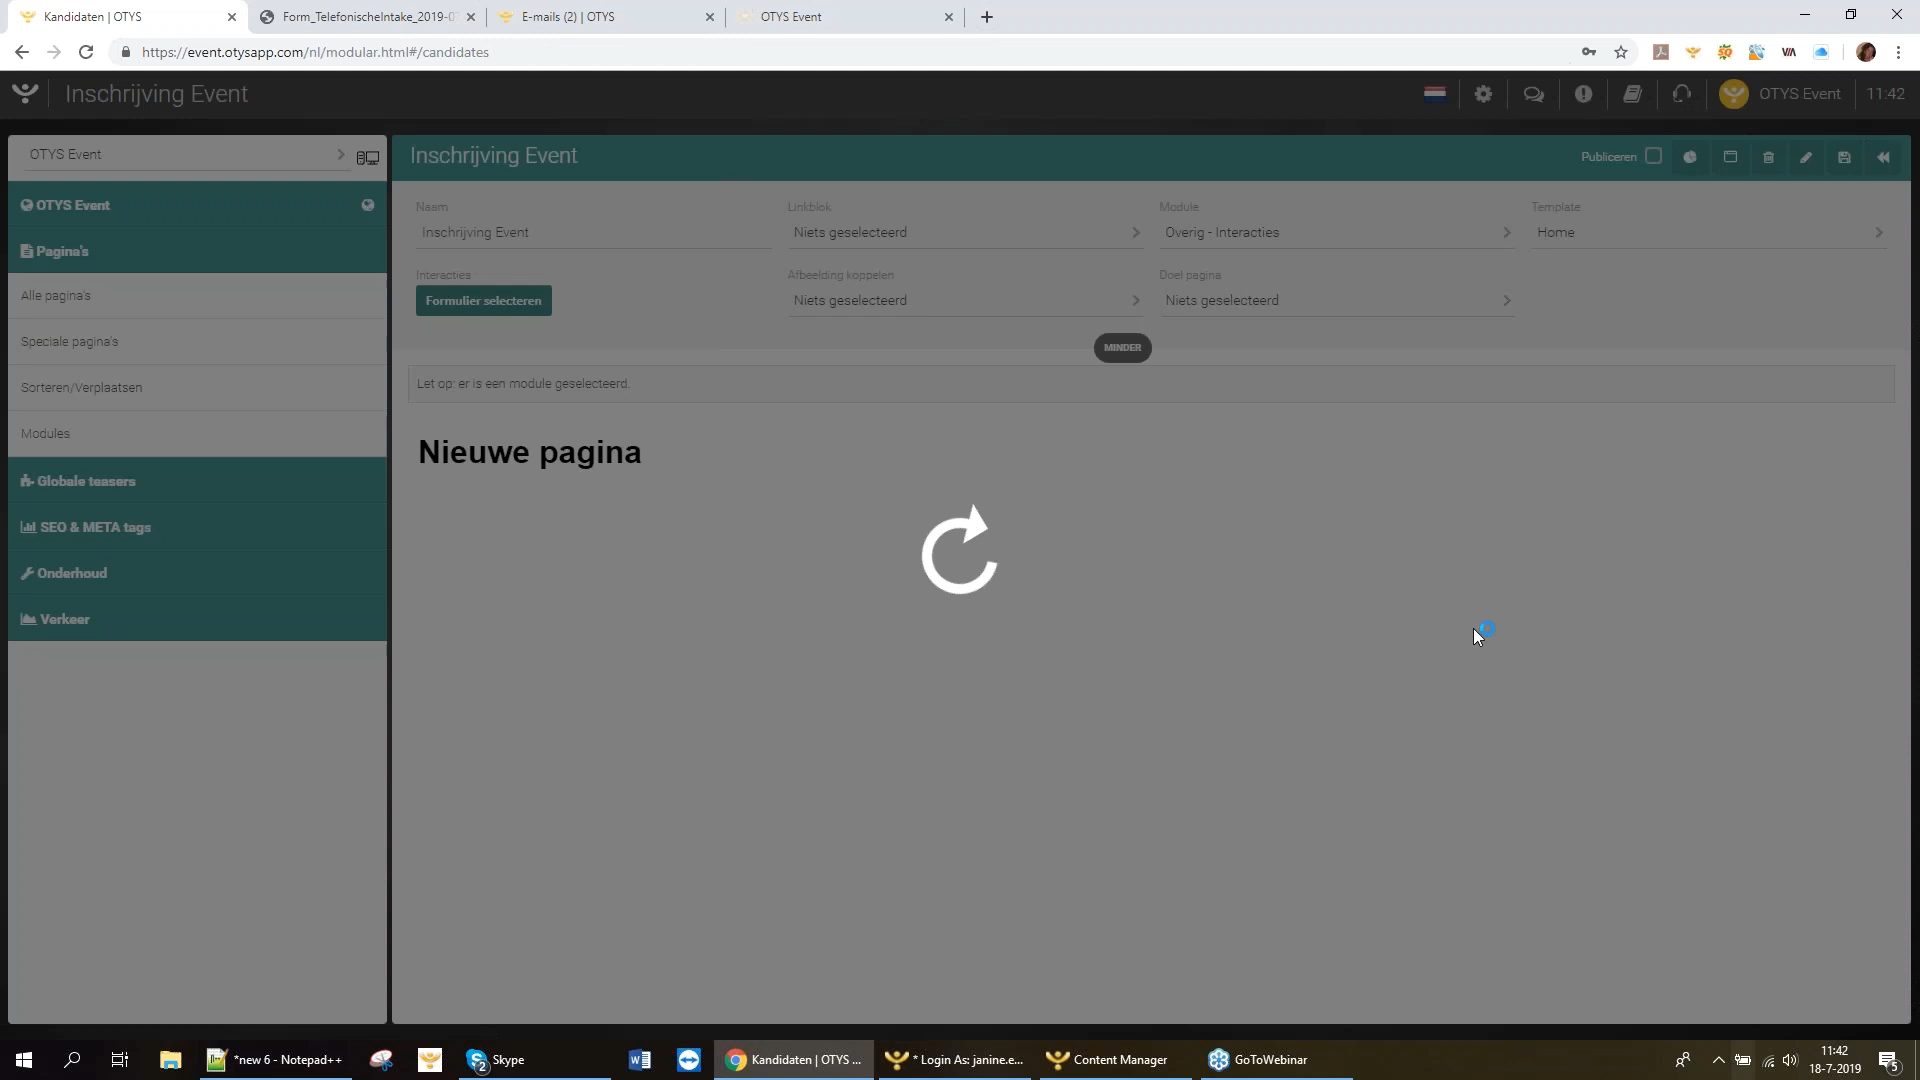 Kandidaten | OTYS
Form_TelefonischeIntake_2019-0
E-mails (2) | OTYS
OTYS Event
https://event.otysapp.com/nl/modular.html#/candidates
Inschrijving Event
OTYS Event
11:42
OTYS Event
OTYS Event
Pagina's
Alle pagina's
Speciale pagina's
Sorteren/Verplaatsen
Modules
Globale teasers
SEO & META tags
Onderhoud
Verkeer
Inschrijving Event
Publiceren
Naam
Linkblok
Module
Template
Inschrijving Event
Niets geselecteerd
Overig - Interacties
Home
Interacties
Afbeelding koppelen
Doel pagina
Formulier selecteren
Niets geselecteerd
Niets geselecteerd
MINDER
Let op: er is een module geselecteerd.
Nieuwe pagina
*new 6 - Notepad++
2
Skype
Kandidaten | OTYS ...
* Login As: janine.e...
Content Manager
GoToWebinar
11:42
18-7-2019
5